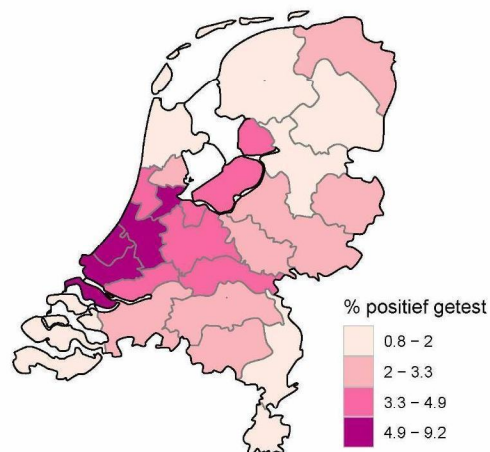 % positief getest
0.8 – 2
2 – 3.3
3.3 – 4.9
4.9 – 9.2